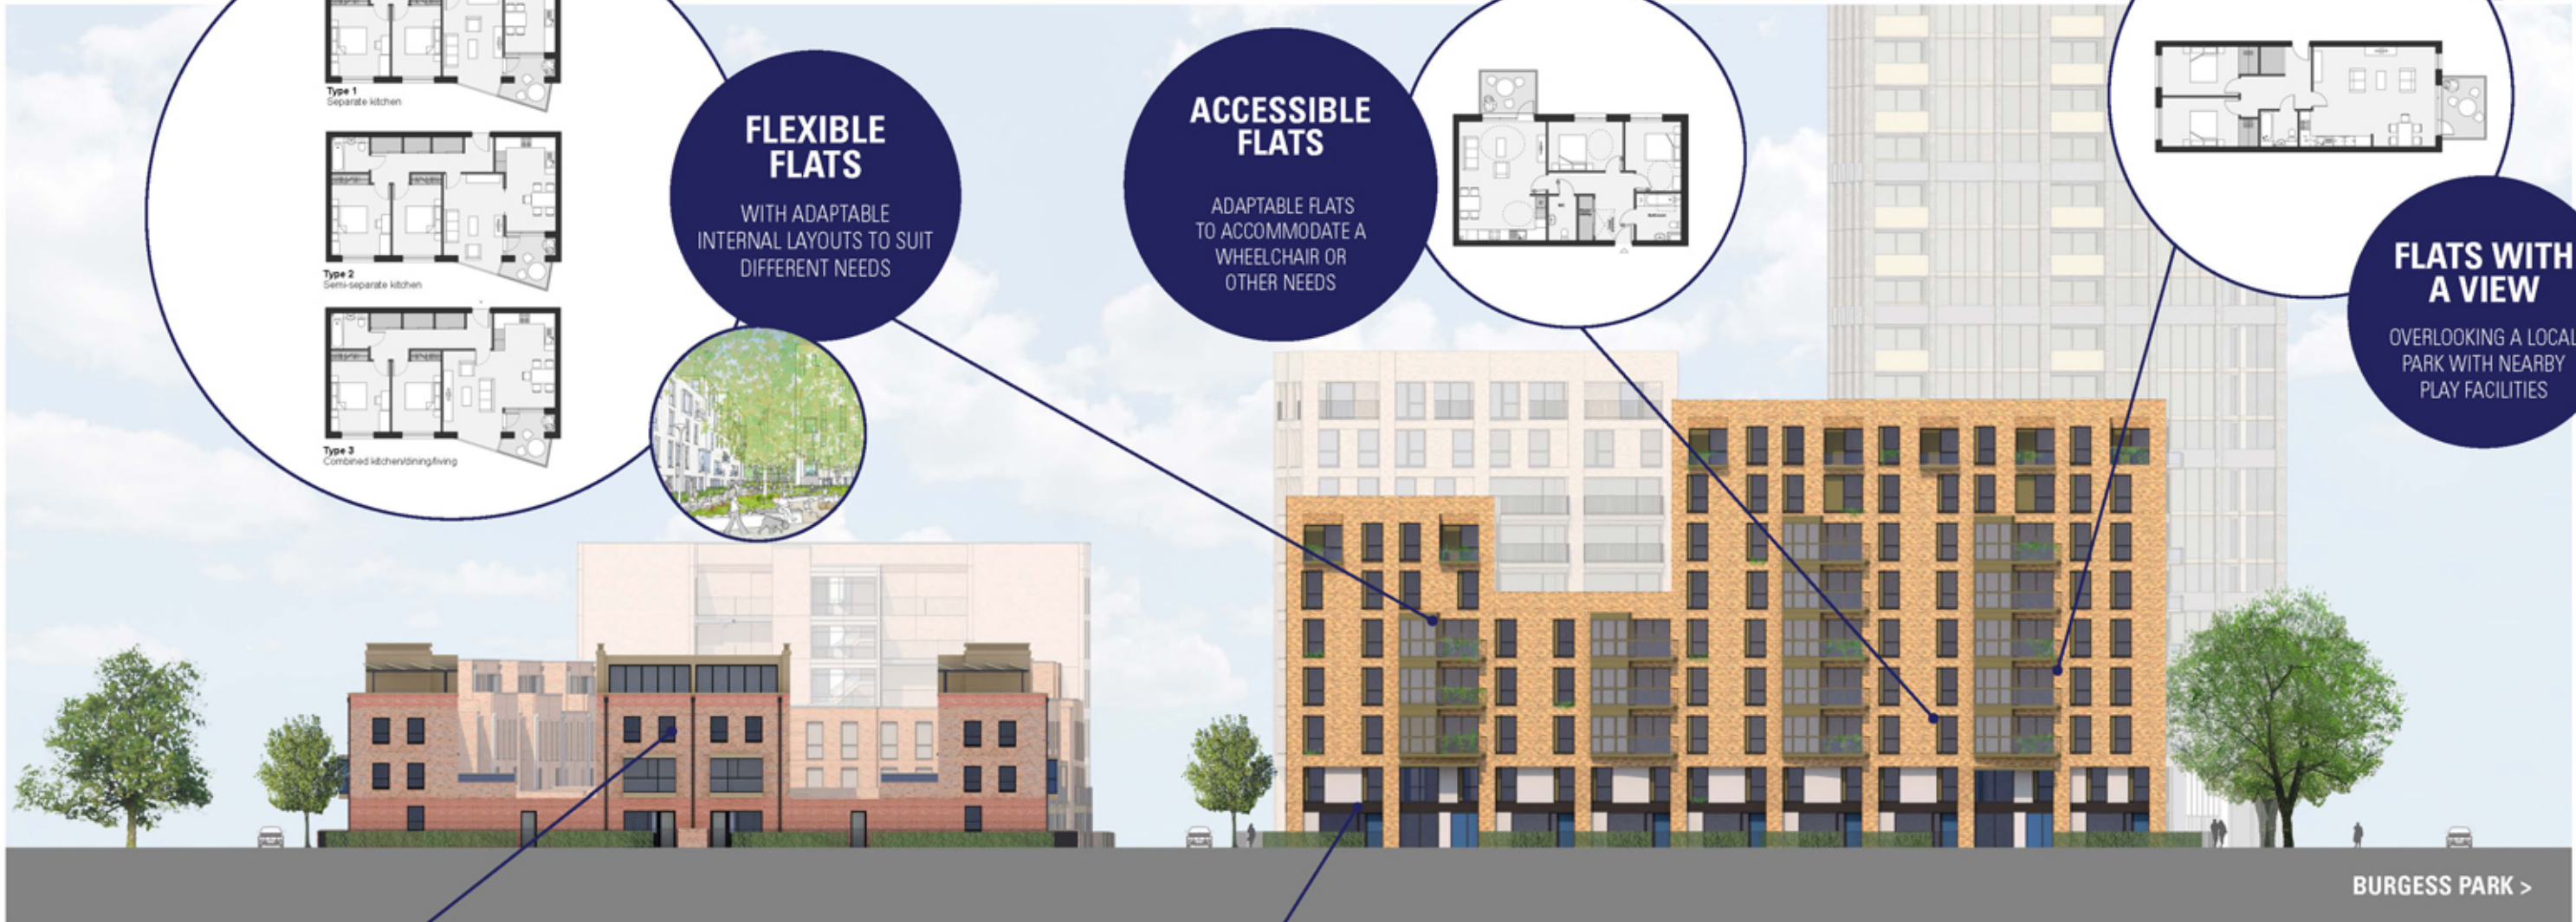 Type 1
Separate kitchen
Type 2
Semi-separate kitchen
Type 3
Combined kitchen/dining/living
FLEXIBLE
FLATS
WITH ADAPTABLE
INTERNAL LAYOUTS TO SUIT
DIFFERENT NEEDS
ACCESSIBLE
FLATS
ADAPTABLE FLATS
TO ACCOMMODATE A
WHEELCHAIR OR
OTHER NEEDS
Bathroom
FLATS WITH
A VIEW
OVERLOOKING A LOCAL
PARK WITH NEARBY
PLAY FACILITIES
BURGESS PARK >